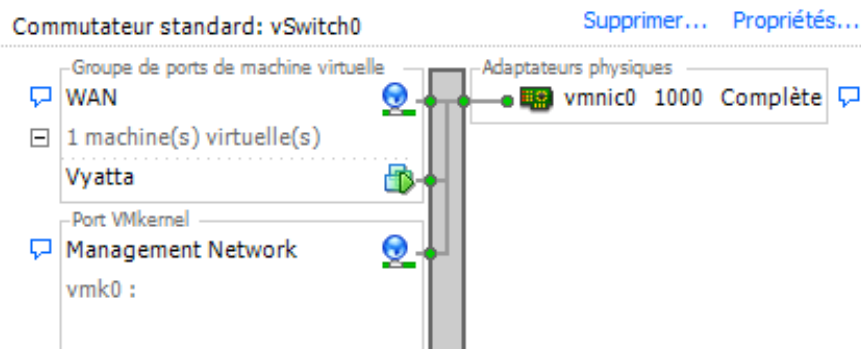 Commutateur standard: vSwitch0 Supprimer... Propriétés...
Groupe de ports de machine virtuelle Adaptateurs physiques
WAN vmnic0 1000 Complète
1 machine(s) virtuelle(s)
Vyatta
Port VMkernel
Management Network
vmk0 :